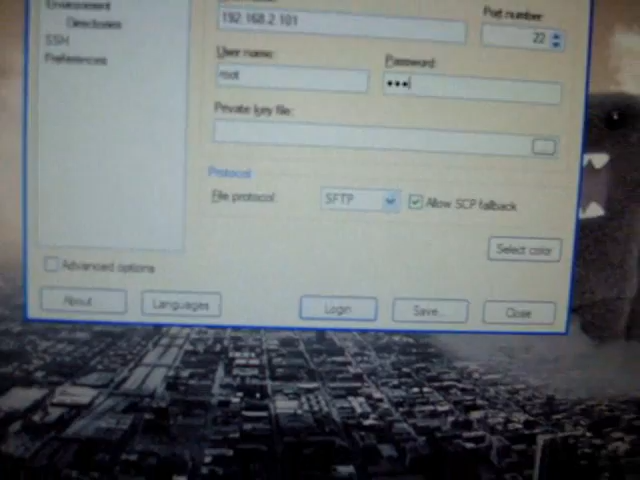 Environment
Directories
SSH
Preferences
192.168.2.101
Port number:
22
User name:
Password:
root
Private key file:
...
Protocol
File protocol:
SFTP
Allow SCP fallback
Select color
Advanced options
About
Languages
Login
Save...
Close